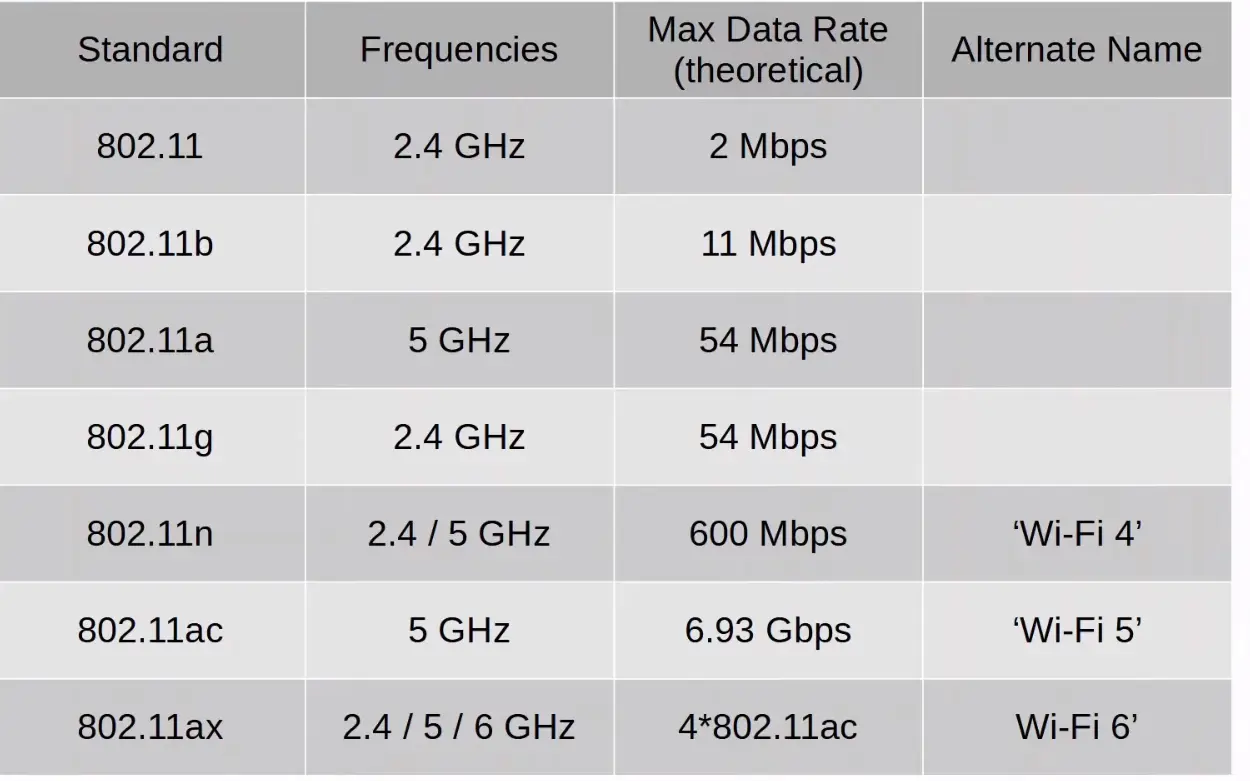 Standard Frequencies Max Data Rate (theoretical) Alternate Name
802.11 2.4 GHz 2 Mbps
802.11b 2.4 GHz 11 Mbps
802.11a 5 GHz 54 Mbps
802.11g 2.4 GHz 54 Mbps
802.11n 2.4 / 5 GHz 600 Mbps ‘Wi-Fi 4’
802.11ac 5 GHz 6.93 Gbps ‘Wi-Fi 5’
802.11ax 2.4 / 5 / 6 GHz 4*802.11ac Wi-Fi 6’